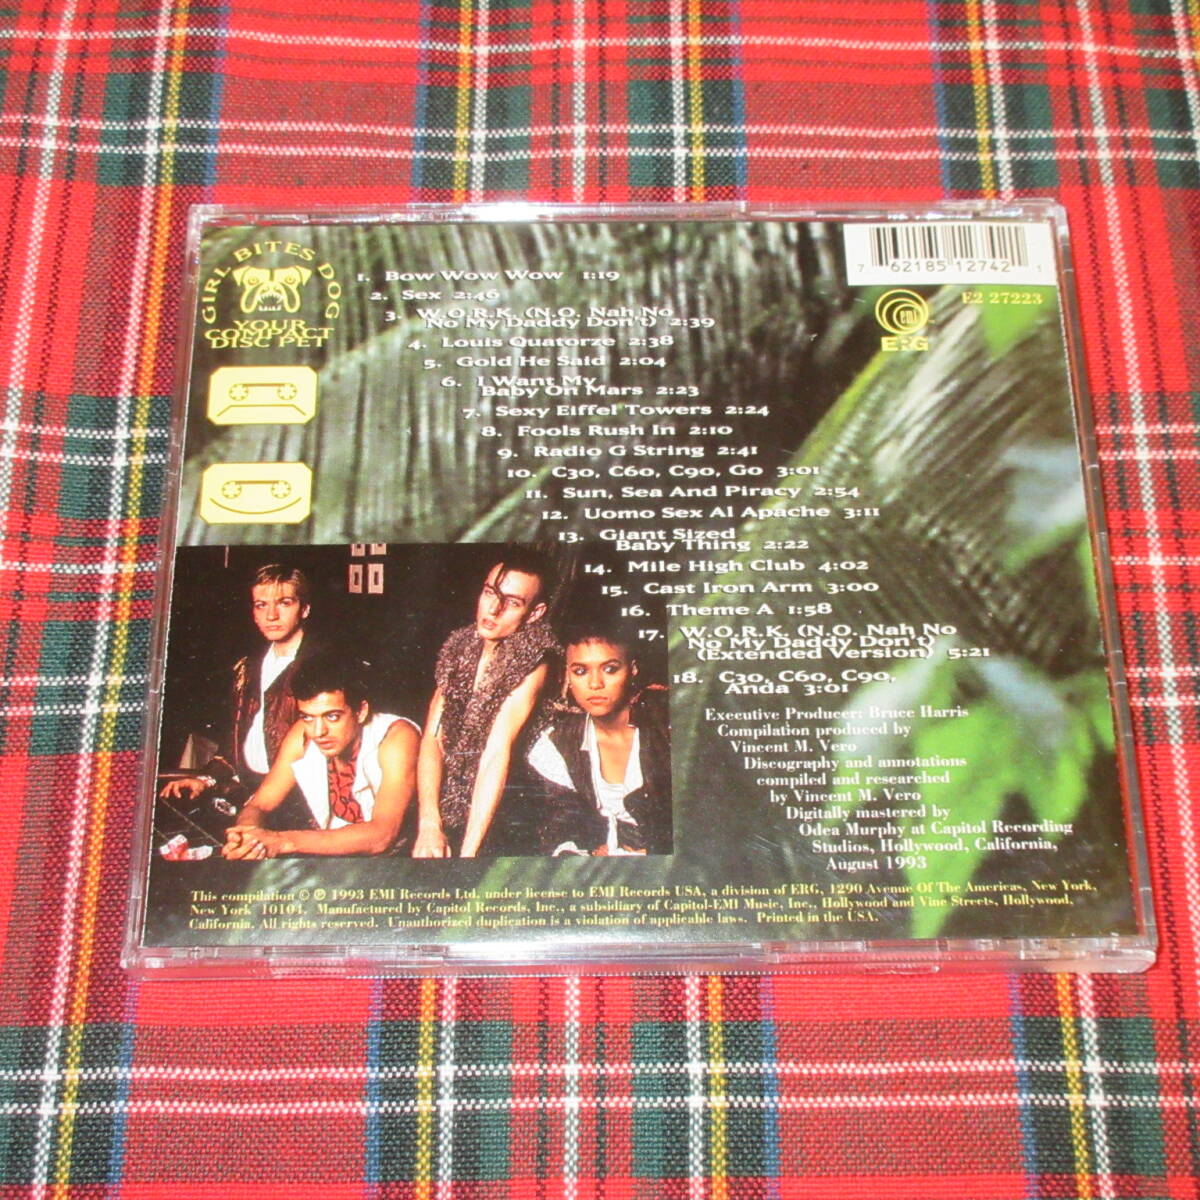 GIRL BITES DOG
YOUR
COMPACT
DISC PET
7 62185 12742 1
E2 27223
emi
ERG
1. Bow Wow Wow 1:19
2. Sex 2:46
3. W.O.R.K. (N.O. Nah No
No My Daddy Don't) 2:39
4. Louis Quatorze 2:38
5. Gold He Said 2:04
6. I Want My
Baby On Mars 2:23
7. Sexy Eiffel Towers 2:24
8. Fools Rush In 2:10
9. Radio G String 2:41
10. C30, C60, C90, Go 3:01
11. Sun, Sea And Piracy 2:54
12. Uomo Sex Al Apache 3:11
13. Giant Sized
Baby Thing 2:22
14. Mile High Club 4:02
15. Cast Iron Arm 3:00
16. Theme A 1:58
17. W.O.R.K. (N.O. Nah No
No My Daddy Don't)
(Extended Version) 5:21
18. C30, C60, C90,
Anda 3:01
Executive Producer: Bruce Harris
Compilation produced by
Vincent M. Vero
Discography and annotations
compiled and researched
by Vincent M. Vero
Digitally mastered by
Odea Murphy at Capitol Recording
Studios, Hollywood, California,
August 1993
This compilation © ℗ 1993 EMI Records Ltd. under license to EMI Records USA, a division of ERG, 1290 Avenue Of The Americas, New York,
New York 10104. Manufactured by Capitol Records, Inc., a subsidiary of Capitol-EMI Music, Inc., Hollywood and Vine Streets, Hollywood,
California. All rights reserved. Unauthorized duplication is a violation of applicable laws. Printed in the USA.